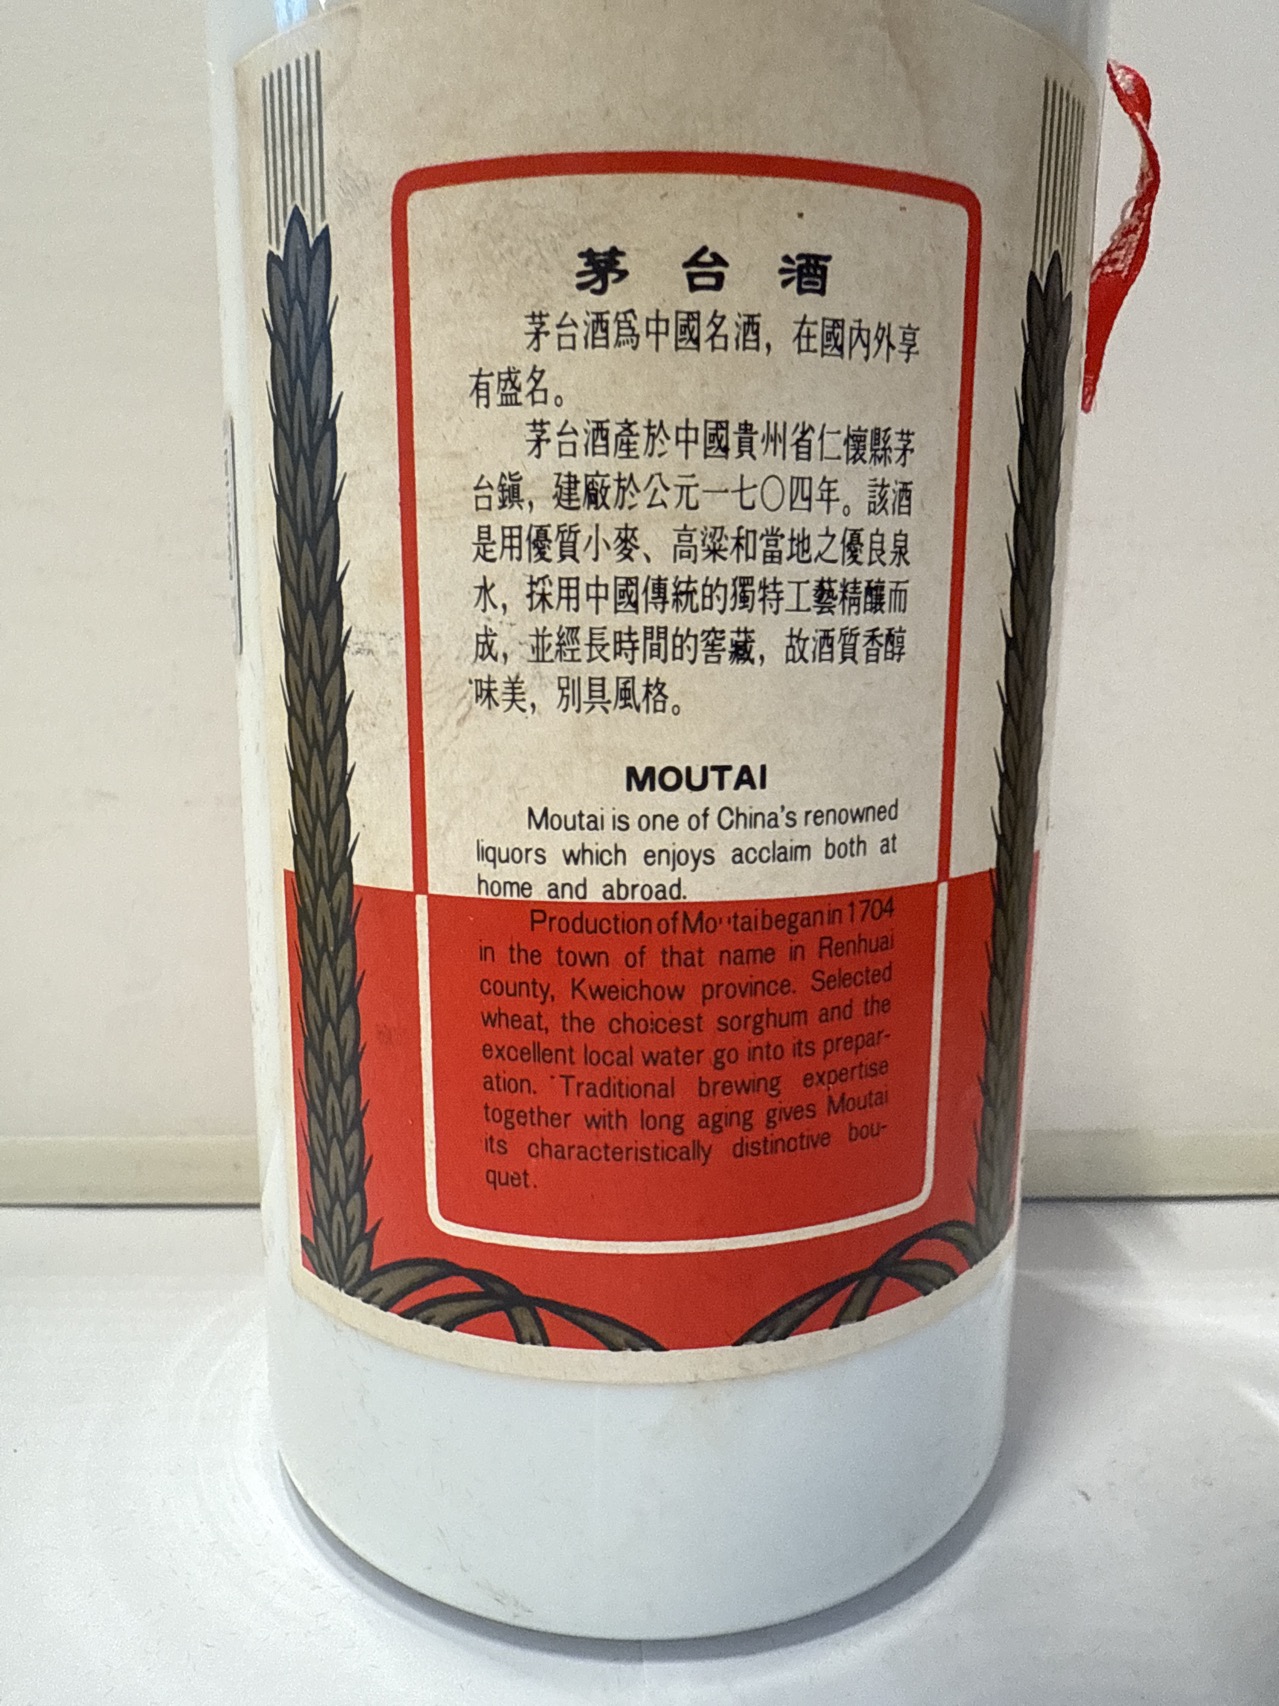 茅台酒
茅台酒爲中國名酒，在國內外享
有盛名。
茅台酒產於中國貴州省仁懷縣茅
台鎭，建廠於公元一七〇四年。該酒
是用優質小麥、高粱和當地之優良泉
水，採用中國傳統的獨特工藝精釀而
成，並經長時間的窖藏，故酒質香醇
味美，別具風格。
MOUTAI
Moutai is one of China's renowned
liquors which enjoys acclaim both at
home and abroad.
Production of Moutai began in 1704
in the town of that name in Renhuai
county, Kweichow province. Selected
wheat, the choicest sorghum and the
excellent local water go into its prepar-
ation. Traditional brewing expertise
together with long aging gives Moutai
its characteristically distinctive bou-
quet.